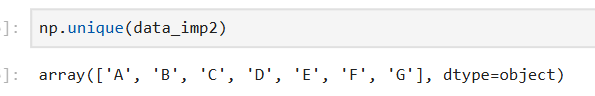 ]: np.unique(data_imp2)
]: array(['A', 'B', 'C', 'D', 'E', 'F', 'G'], dtype=object)